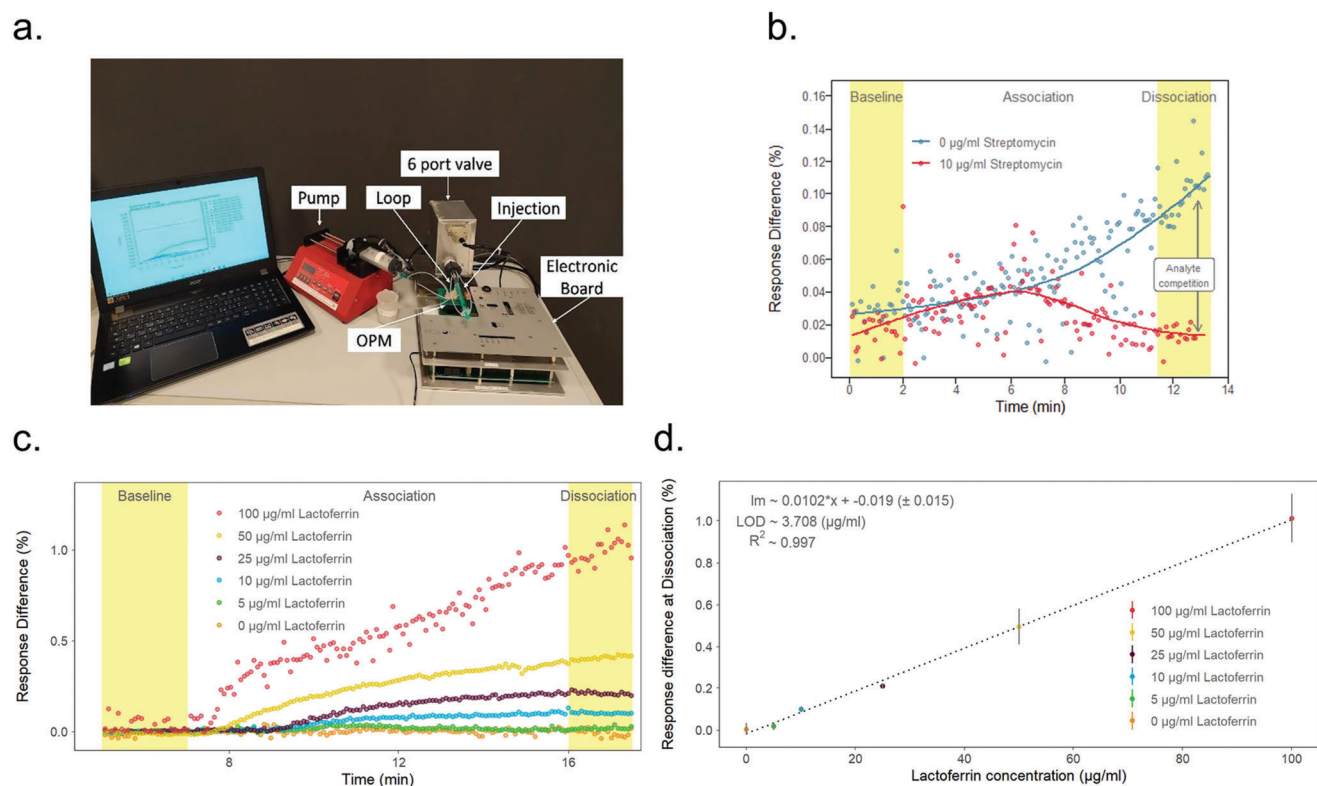 a.
6 port valve
Pump
Loop
Injection
Electronic
Board
OPM
acer
b.
Baseline
Association
Dissociation
0 µg/ml Streptomycin
10 µg/ml Streptomycin
Analyte
competition
Response Difference (%)
0.16
0.14
0.12
0.10
0.08
0.06
0.04
0.02
0.00
0
2
4
6
8
10
12
14
Time (min)
c.
Baseline
Association
Dissociation
100 µg/ml Lactoferrin
50 µg/ml Lactoferrin
25 µg/ml Lactoferrin
10 µg/ml Lactoferrin
5 µg/ml Lactoferrin
0 µg/ml Lactoferrin
Response Difference (%)
1.0
0.5
0.0
8
12
16
Time (min)
d.
lm ~ 0.0102*x + -0.019 (± 0.015)
LOD ~ 3.708 (µg/ml)
R² ~ 0.997
100 µg/ml Lactoferrin
50 µg/ml Lactoferrin
25 µg/ml Lactoferrin
10 µg/ml Lactoferrin
5 µg/ml Lactoferrin
0 µg/ml Lactoferrin
Response difference at Dissociation (%)
1.0
0.8
0.6
0.4
0.2
0.0
0
20
40
60
80
100
Lactoferrin concentration (µg/ml)